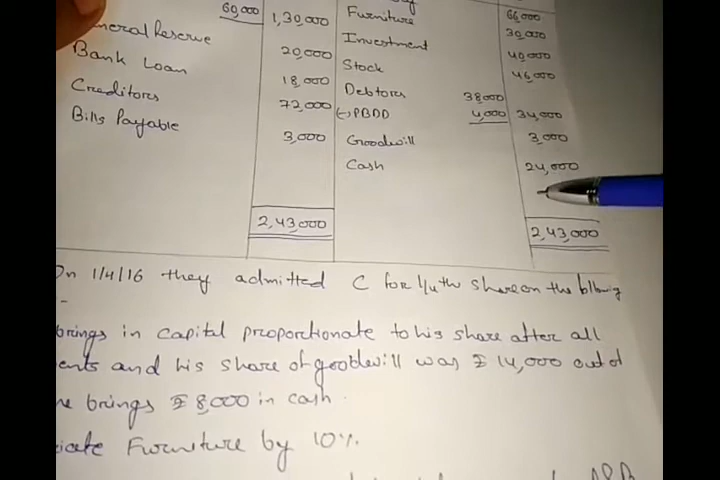 60,000 1,30,000 Furniture 66,000
General Reserve 20,000 Investment 30,000
Bank Loan 18,000 Stock 40,000
Creditors 72,000 Debtors 38,000 46,000
Bills Payable 3,000 (-) PBDD 4,000 34,000
Goodwill 3,000
Cash 24,000
2,43,000 2,43,000
On 1/4/16 they admitted C for 1/4th share on the following
brings in capital proportionate to his share after all
ents and his share of goodwill was ₹ 14,000 out of
he brings ₹ 8,000 in cash.
ciate Furniture by 10%.